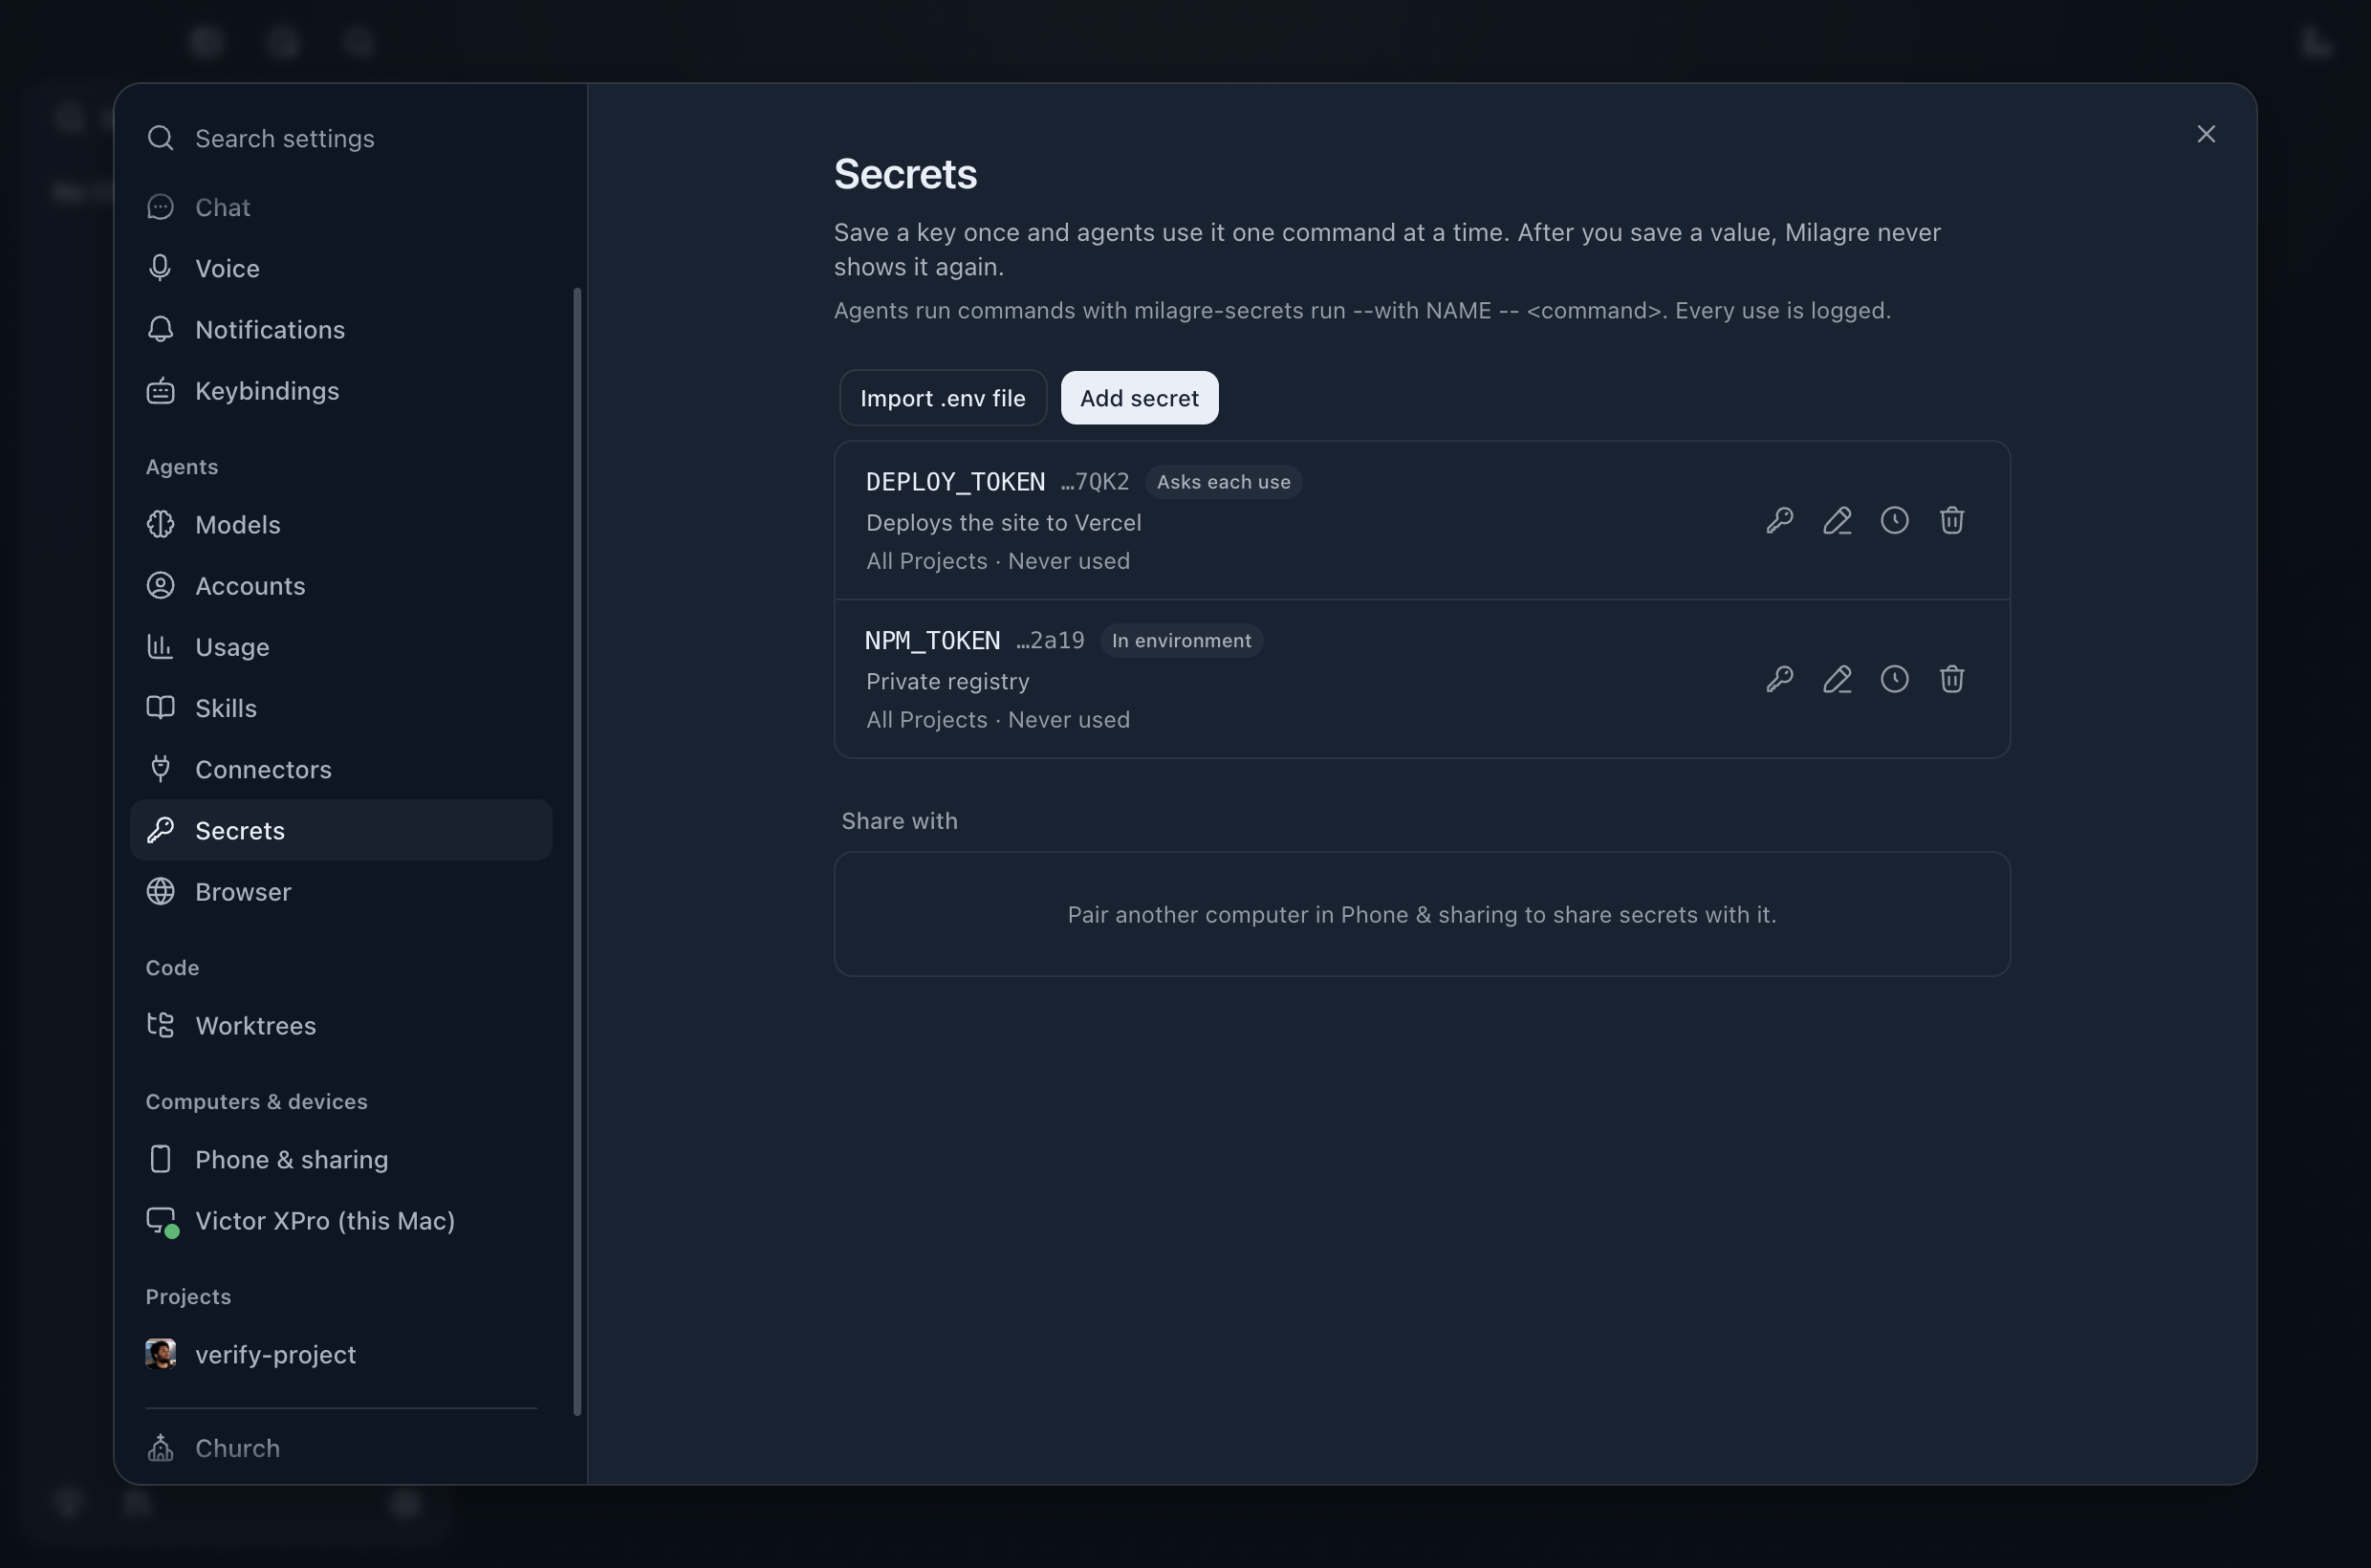 Search settings
Chat
Voice
Notifications
Keybindings
Agents
Models
Accounts
Usage
Skills
Connectors
Secrets
Browser
Code
Worktrees
Computers & devices
Phone & sharing
Victor XPro (this Mac)
Projects
verify-project
Church
Secrets
Save a key once and agents use it one command at a time. After you save a value, Milagre never
shows it again.
Agents run commands with milagre-secrets run --with NAME -- <command>. Every use is logged.
Import .env file
Add secret
DEPLOY_TOKEN …7QK2 Asks each use
Deploys the site to Vercel
All Projects · Never used
NPM_TOKEN …2a19 In environment
Private registry
All Projects · Never used
Share with
Pair another computer in Phone & sharing to share secrets with it.